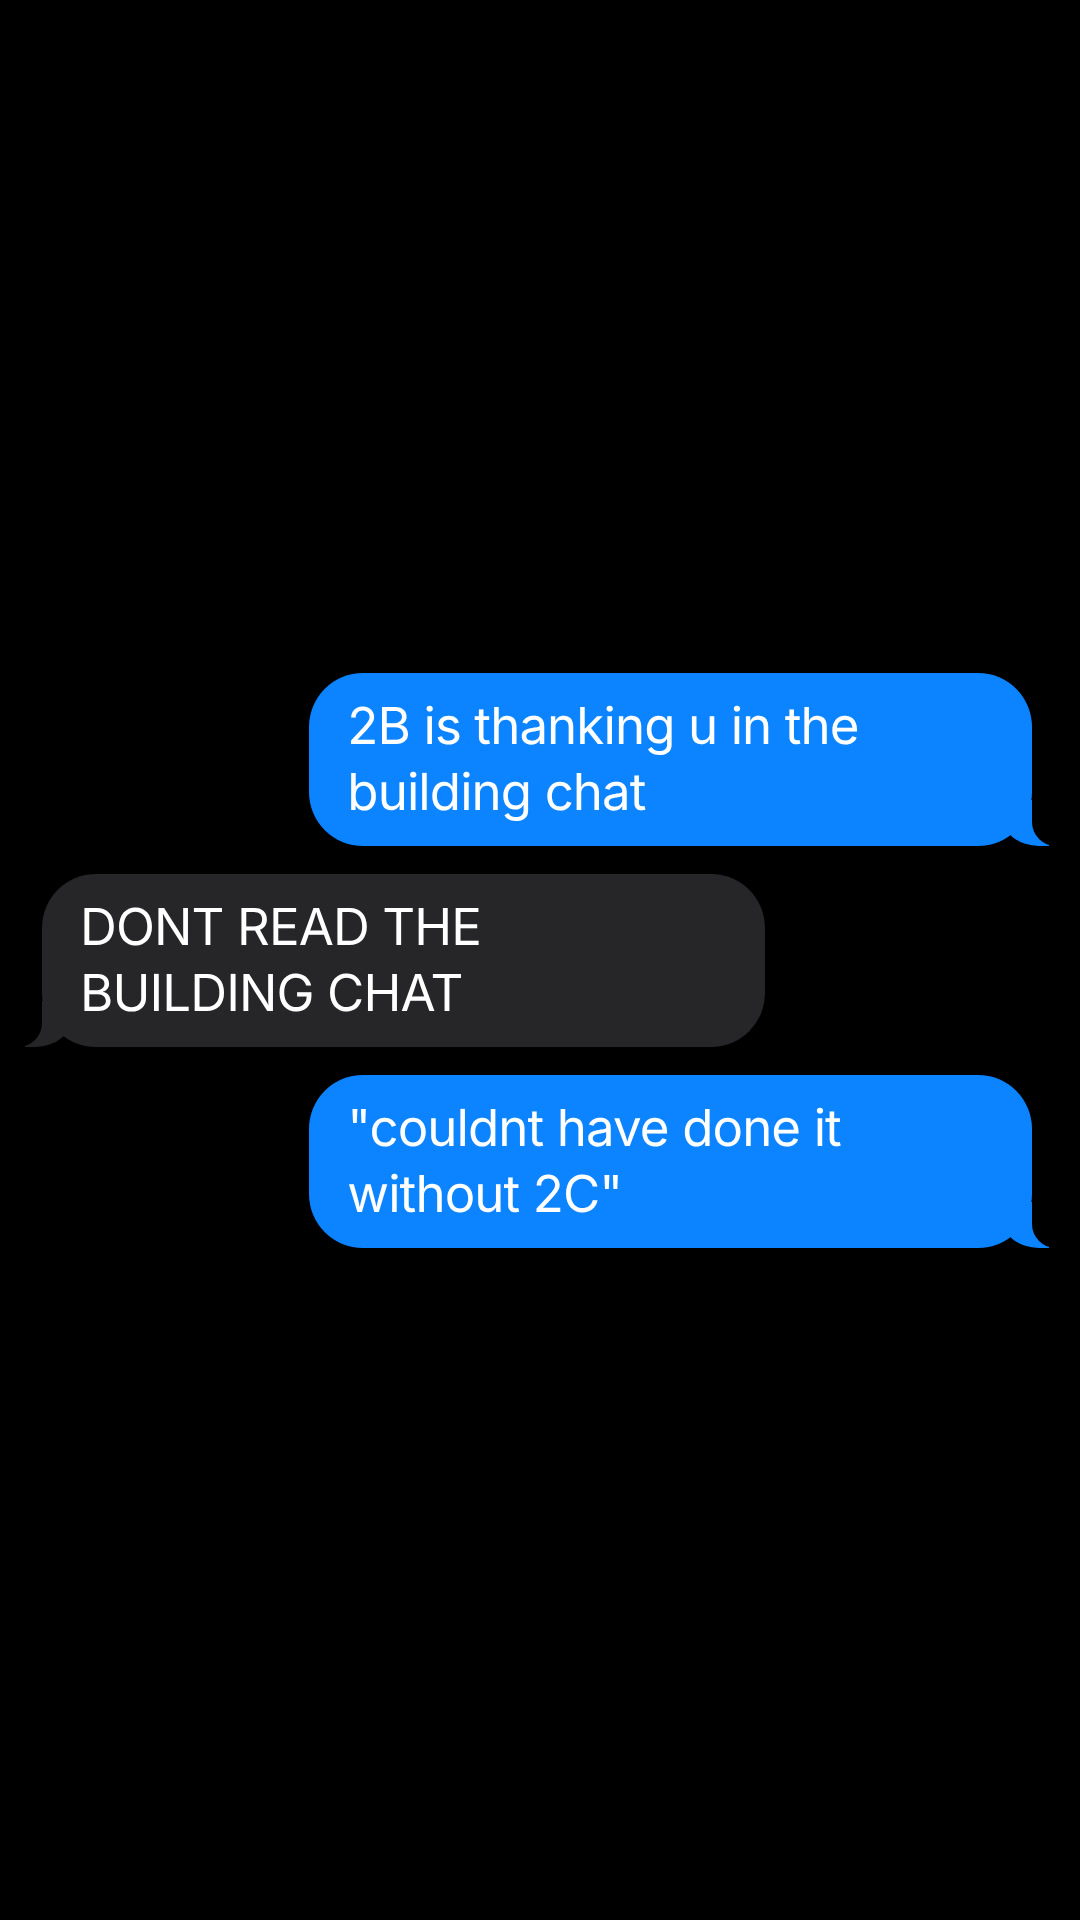 2B is thanking u in the
building chat
DONT READ THE
BUILDING CHAT
"couldnt have done it
without 2C"